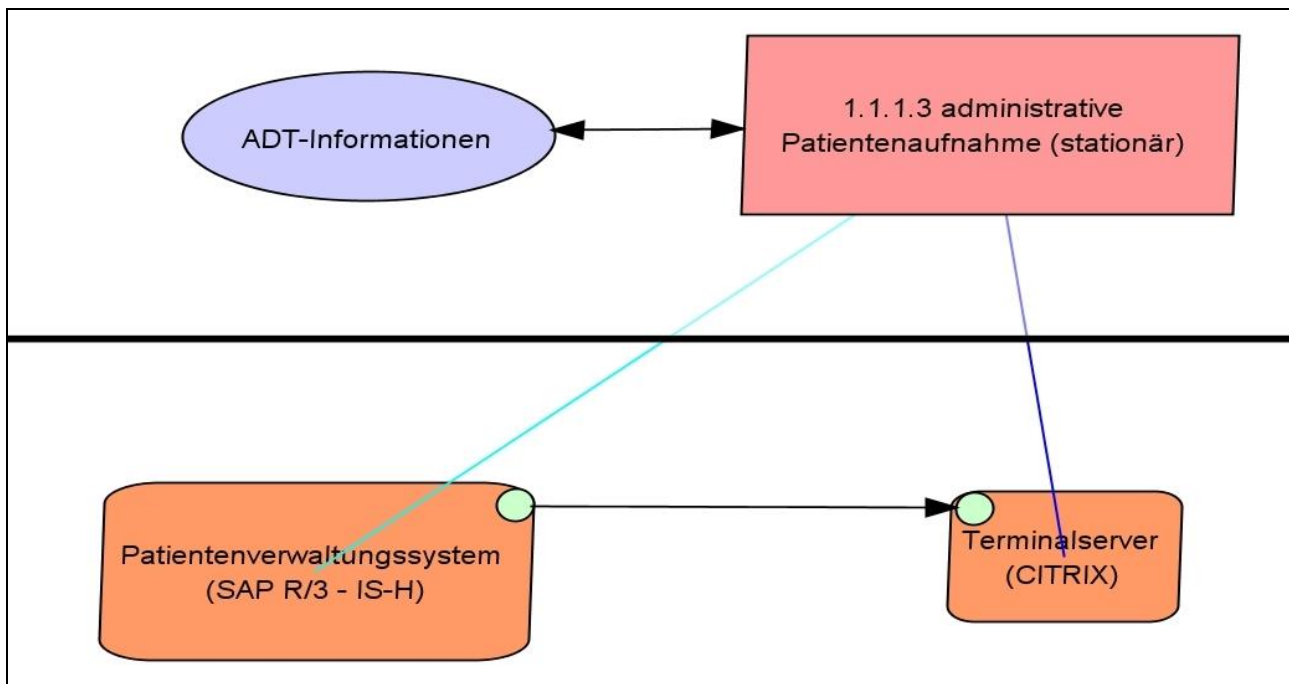 ADT-Informationen
1.1.1.3 administrative
Patientenaufnahme (stationär)
Patientenverwaltungssystem
(SAP R/3 - IS-H)
Terminalserver
(CITRIX)